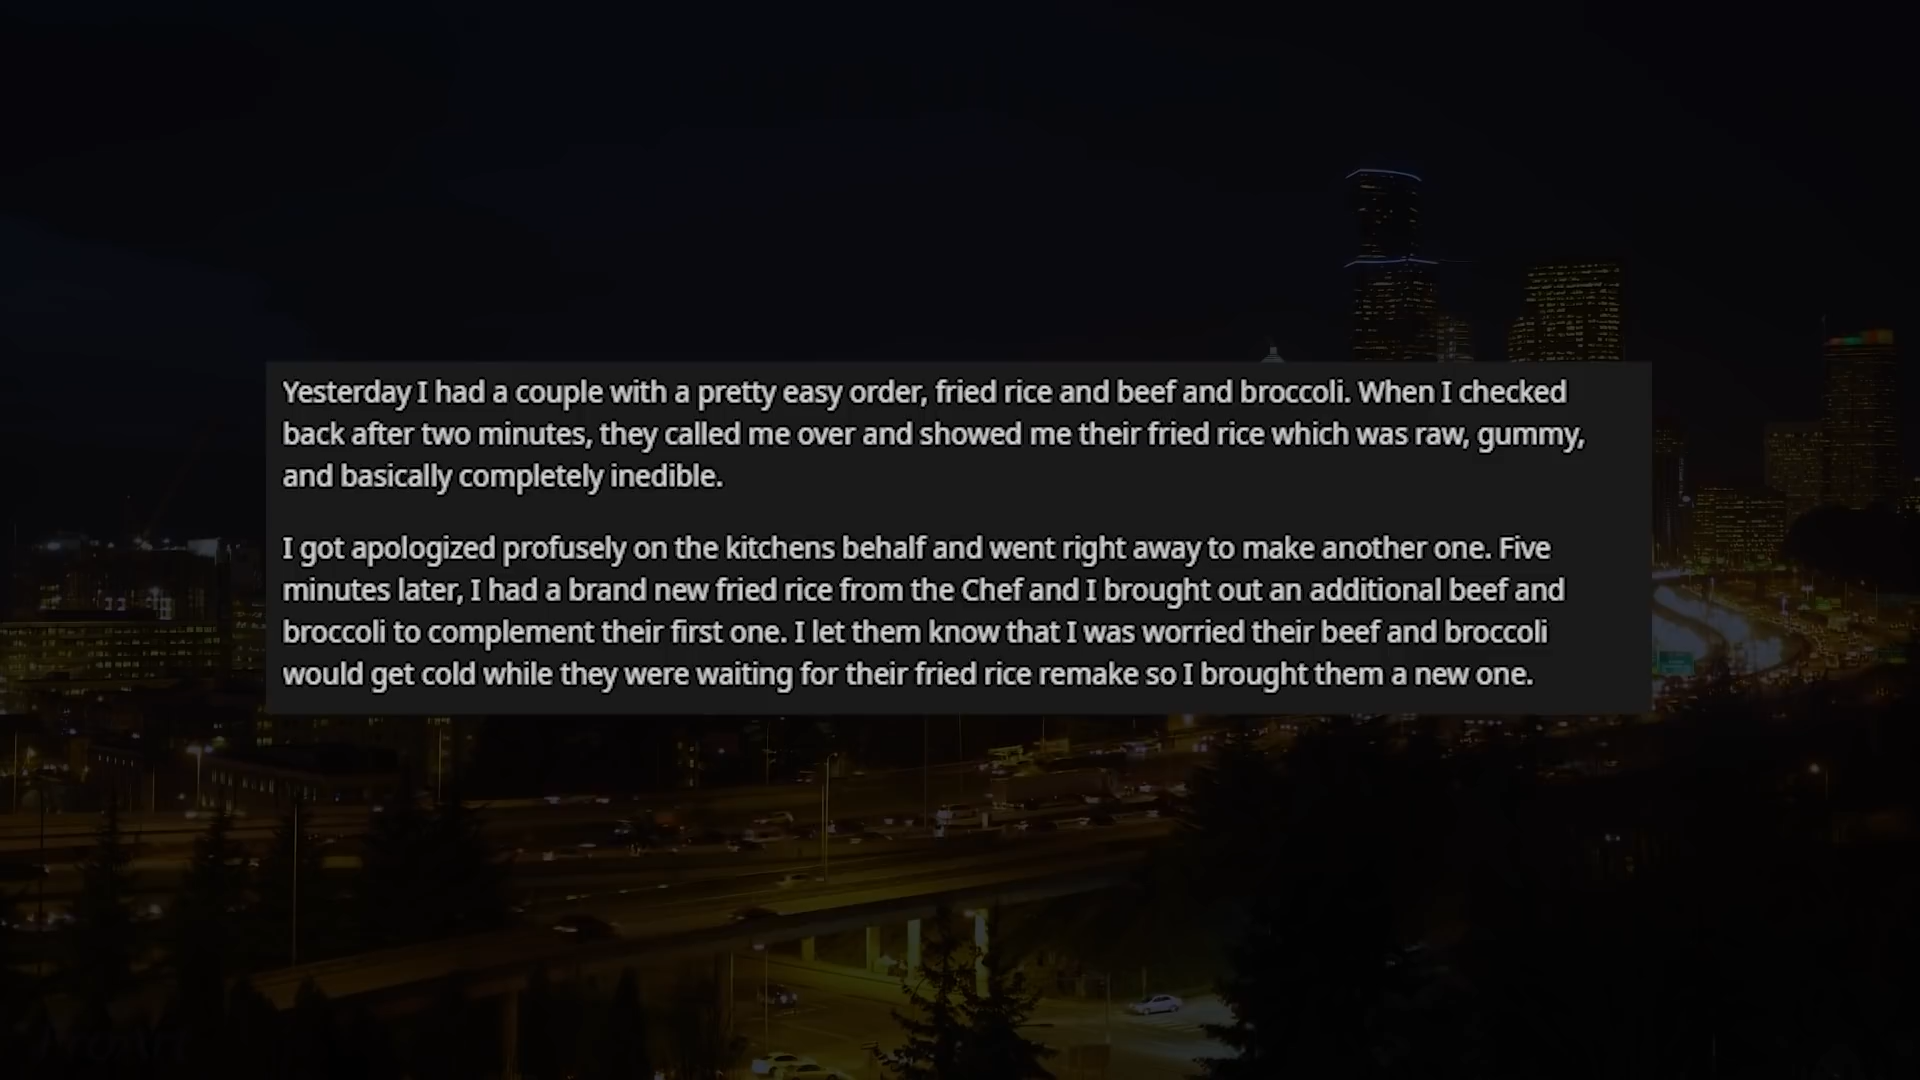 Yesterday I had a couple with a pretty easy order, fried rice and beef and broccoli. When I checked
back after two minutes, they called me over and showed me their fried rice which was raw, gummy,
and basically completely inedible.
I got apologized profusely on the kitchens behalf and went right away to make another one. Five
minutes later, I had a brand new fried rice from the Chef and I brought out an additional beef and
broccoli to complement their first one. I let them know that I was worried their beef and broccoli
would get cold while they were waiting for their fried rice remake so I brought them a new one.